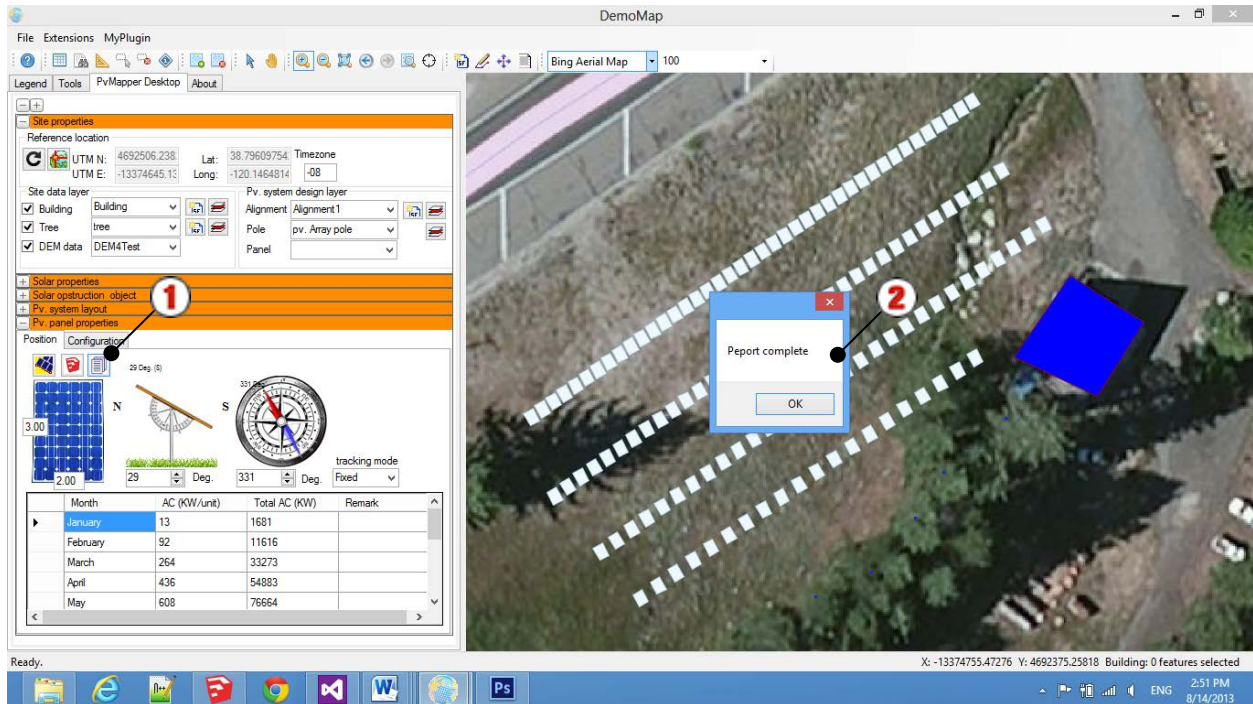 DemoMap
File Extensions MyPlugin
Bing Aerial Map 100
Legend Tools PvMapper Desktop About
Site properties
Reference location
UTM N: 4692506.238 Lat: 38.79609754 Timezone
UTM E: -13374645.13 Long: -120.1464814 -08
Site data layer Pv. system design layer
Building Building Alignment Alignment1
Tree tree Pole pv. Array pole
DEM data DEM4Test Panel
Solar properties
Solar opstruction object
Pv. system layout
Pv. panel properties
1
2
Position Configuration
29 Deg. (S)
331 Deg.
N S
3.00
2.00
tracking mode
29 Deg. 331 Deg. Fixed
Month AC (KW/unit) Total AC (KW) Remark
January 13 1681
February 92 11616
March 264 33273
April 436 54883
May 608 76664
Peport complete
OK
Ready. X: -13374755.47276 Y: 4692375.25818 Building: 0 features selected
Ps
ENG 2:51 PM
8/14/2013